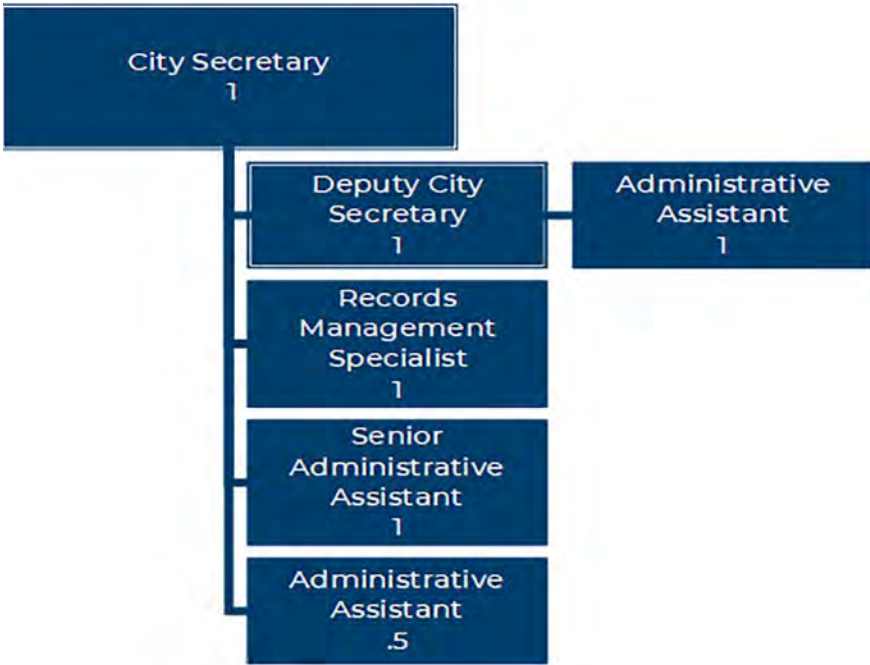 City Secretary
1
Deputy City
Secretary
1
Administrative
Assistant
1
Records
Management
Specialist
1
Senior
Administrative
Assistant
1
Administrative
Assistant
.5